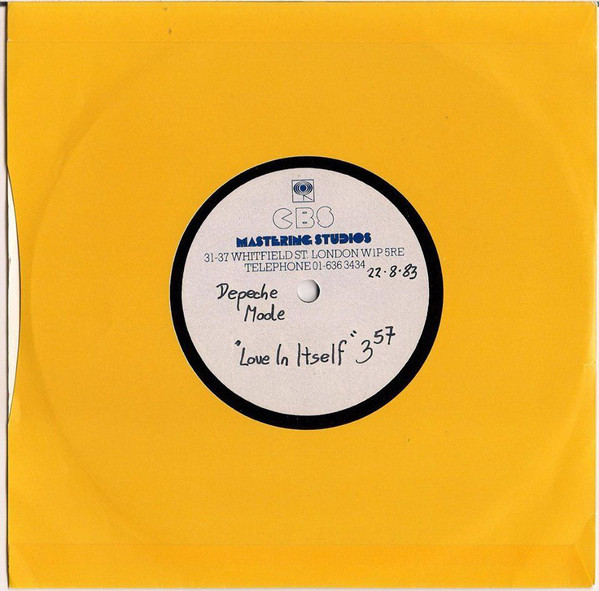 CBS
MASTERING STUDIOS
31-37 WHITFIELD ST. LONDON W1P 5RE
TELEPHONE 01-636 3434
22·8·83
Depeche
Mode
"Love In Itself" 3 57